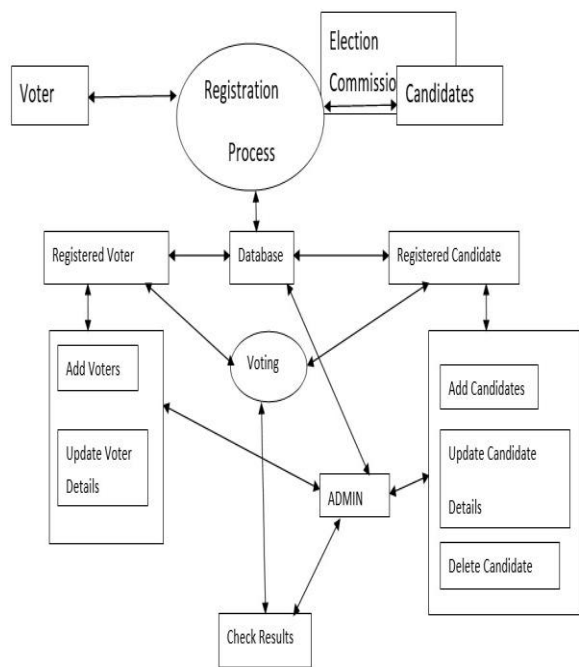 Voter
Registration
Process
Election
Commissio
Candidates
Registered Voter
Database
Registered Candidate
Add Voters
Update Voter
Details
Voting
Add Candidates
Update Candidate
Details
Delete Candidate
ADMIN
Check Results